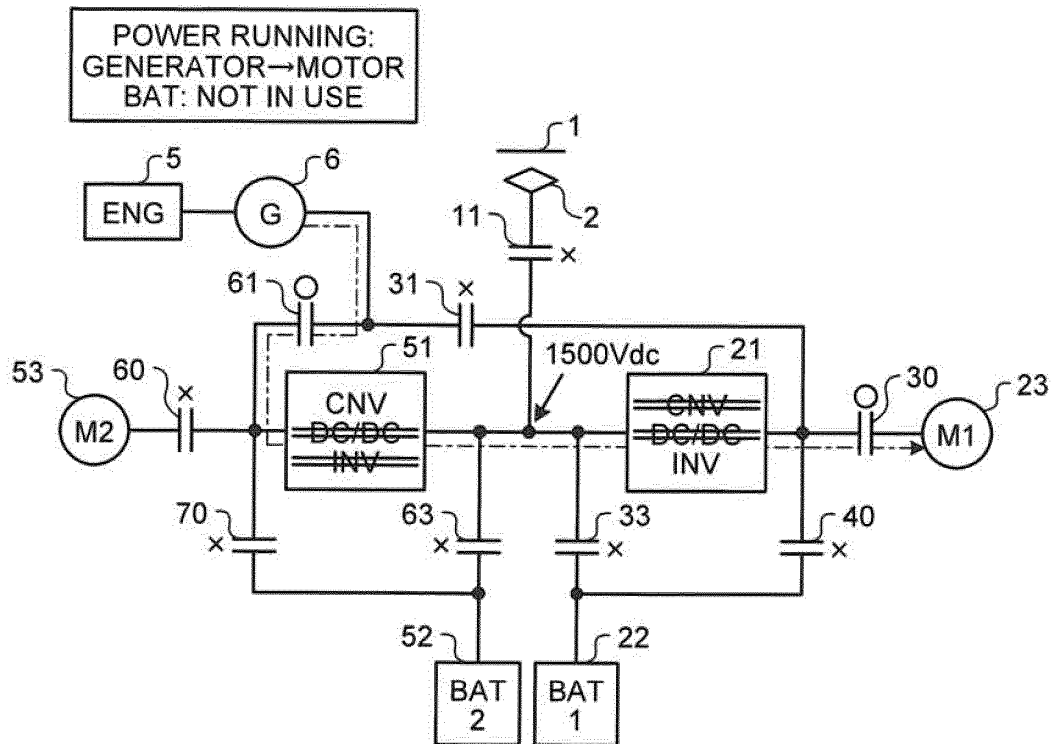 POWER RUNNING:
GENERATOR→MOTOR
BAT: NOT IN USE
1
5
6
ENG
G
2
11
×
61
○
31
×
51
1500Vdc
21
53
60
×
30
○
23
M2
CNV
DC/DC
INV
CNV
DC/DC
INV
M1
70
×
63
×
33
×
40
×
52
22
BAT
2
BAT
1